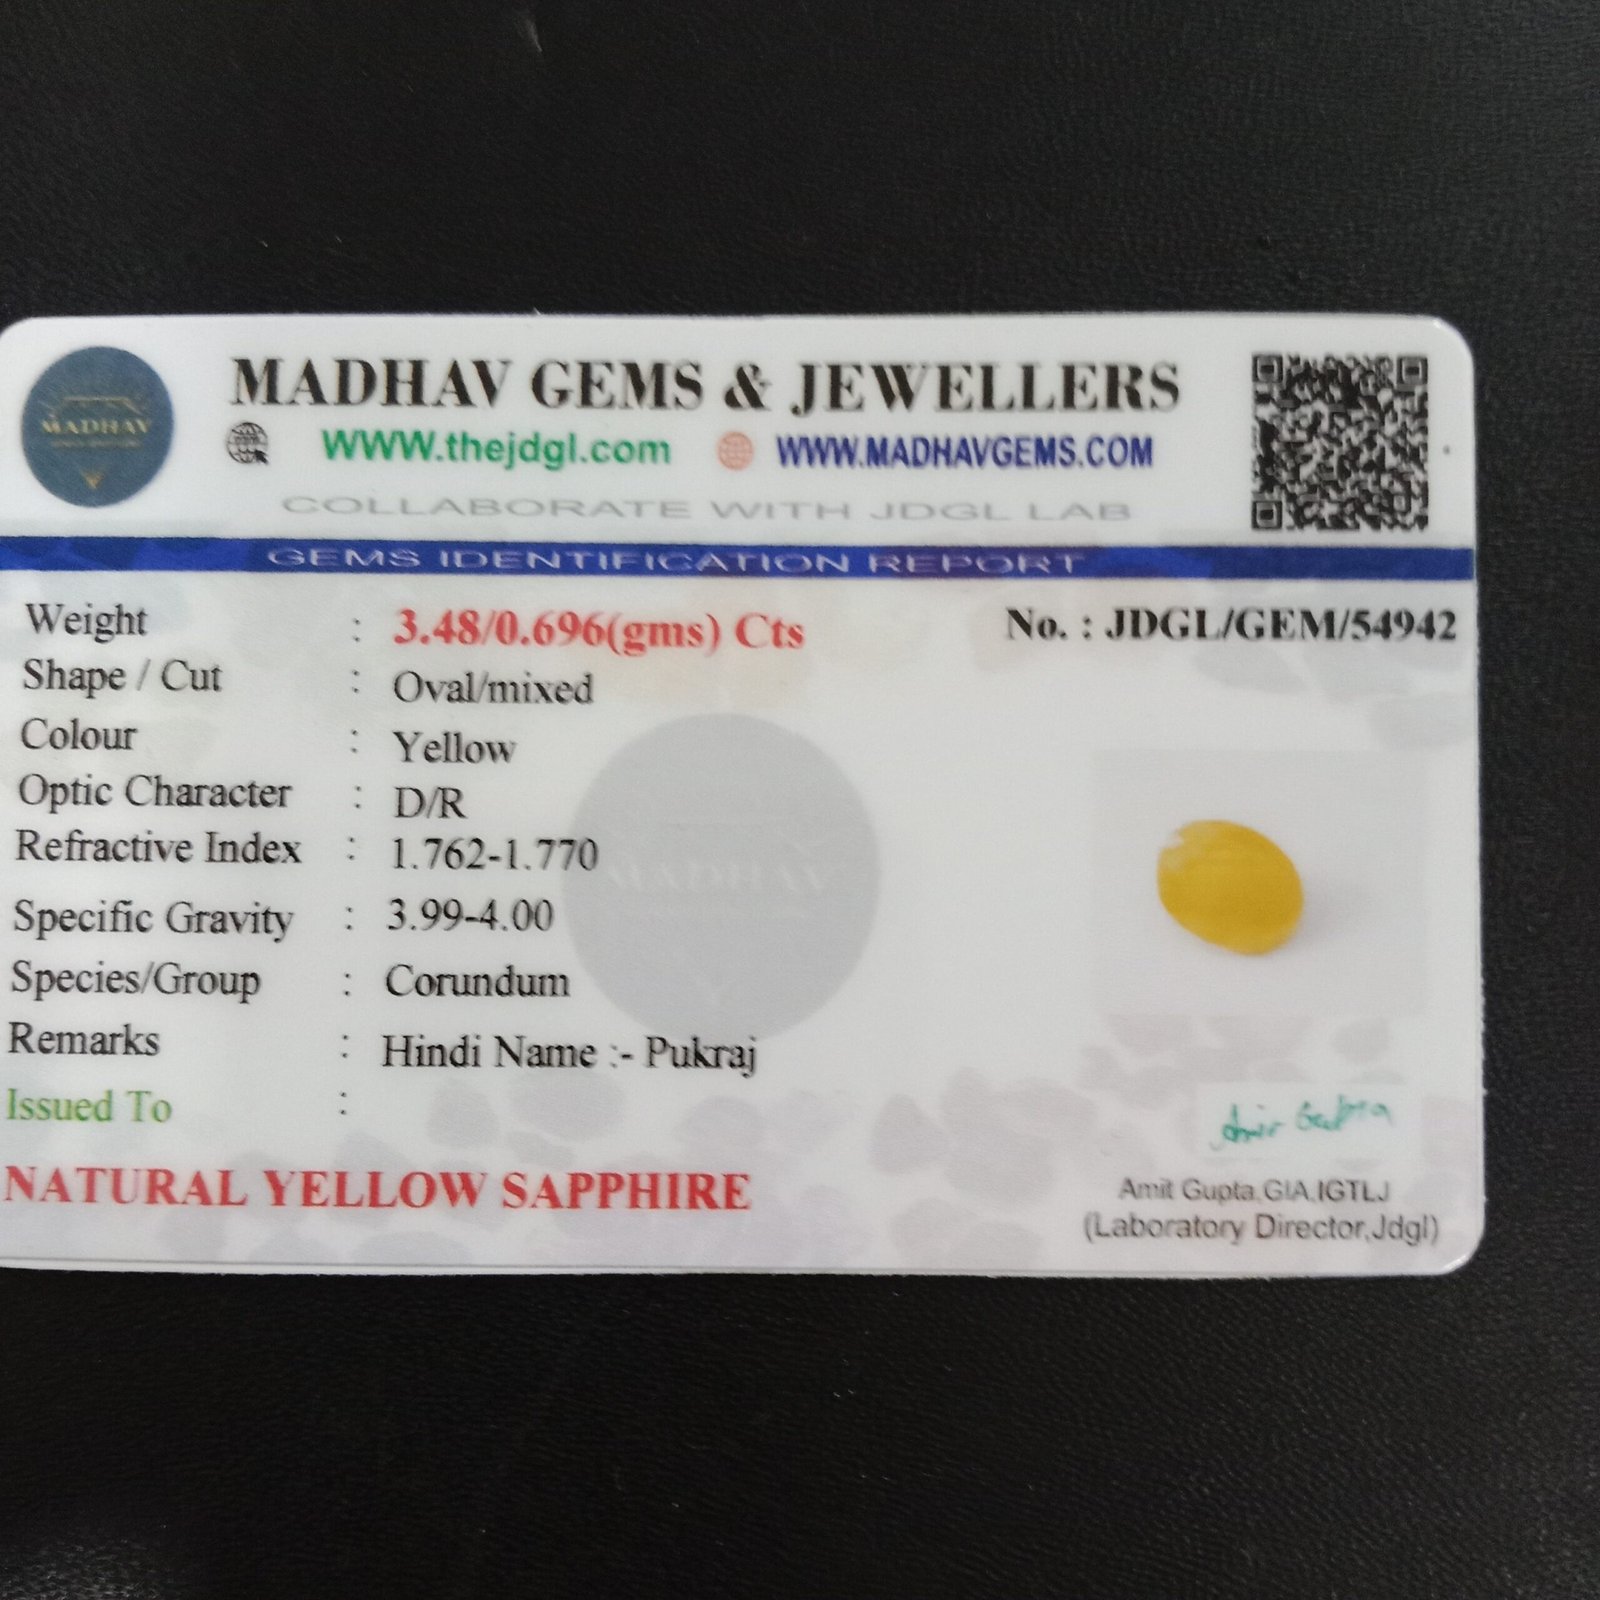 MADHAV
MADHAV GEMS & JEWELLERS
WWW.thejdgl.com WWW.MADHAVGEMS.COM
COLLABORATE WITH JDGL LAB
GEMS IDENTIFICATION REPORT
Weight : 3.48/0.696(gms) Cts No. : JDGL/GEM/54942
Shape / Cut : Oval/mixed
Colour : Yellow
Optic Character : D/R
Refractive Index : 1.762-1.770
MADHAV
Specific Gravity : 3.99-4.00
Species/Group : Corundum
Remarks : Hindi Name :- Pukraj
Issued To :
NATURAL YELLOW SAPPHIRE
Amit Gupta,GIA,IGTLJ
(Laboratory Director,Jdgl)